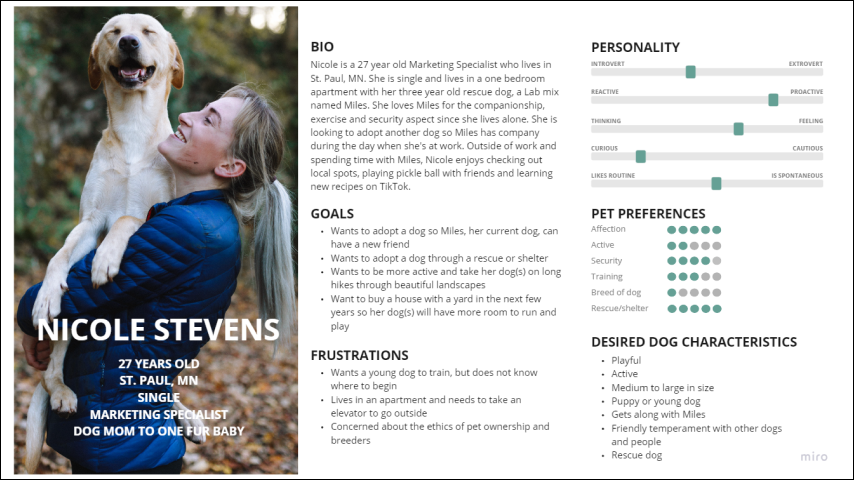 NICOLE STEVENS
27 YEARS OLD
ST. PAUL, MN
SINGLE
MARKETING SPECIALIST
DOG MOM TO ONE FUR BABY
BIO
Nicole is a 27 year old Marketing Specialist who lives in
St. Paul, MN. She is single and lives in a one bedroom
apartment with her three year old rescue dog, a Lab mix
named Miles. She loves Miles for the companionship,
exercise and security aspect since she lives alone. She is
looking to adopt another dog so Miles has company
during the day when she's at work. Outside of work and
spending time with Miles, Nicole enjoys checking out
local spots, playing pickle ball with friends and learning
new recipes on TikTok.
GOALS
• Wants to adopt a dog so Miles, her current dog, can
have a new friend
• Wants to adopt a dog through a rescue or shelter
• Wants to be more active and take her dog(s) on long
hikes through beautiful landscapes
• Want to buy a house with a yard in the next few
years so her dog(s) will have more room to run and
play
FRUSTRATIONS
• Wants a young dog to train, but does not know
where to begin
• Lives in an apartment and needs to take an
elevator to go outside
• Concerned about the ethics of pet ownership and
breeders
PERSONALITY
INTROVERT EXTROVERT
REACTIVE PROACTIVE
THINKING FEELING
CURIOUS CAUTIOUS
LIKES ROUTINE IS SPONTANEOUS
PET PREFERENCES
Affection
Active
Security
Training
Breed of dog
Rescue/shelter
DESIRED DOG CHARACTERISTICS
• Playful
• Active
• Medium to large in size
• Puppy or young dog
• Gets along with Miles
• Friendly temperament with other dogs
and people
• Rescue dog
miro